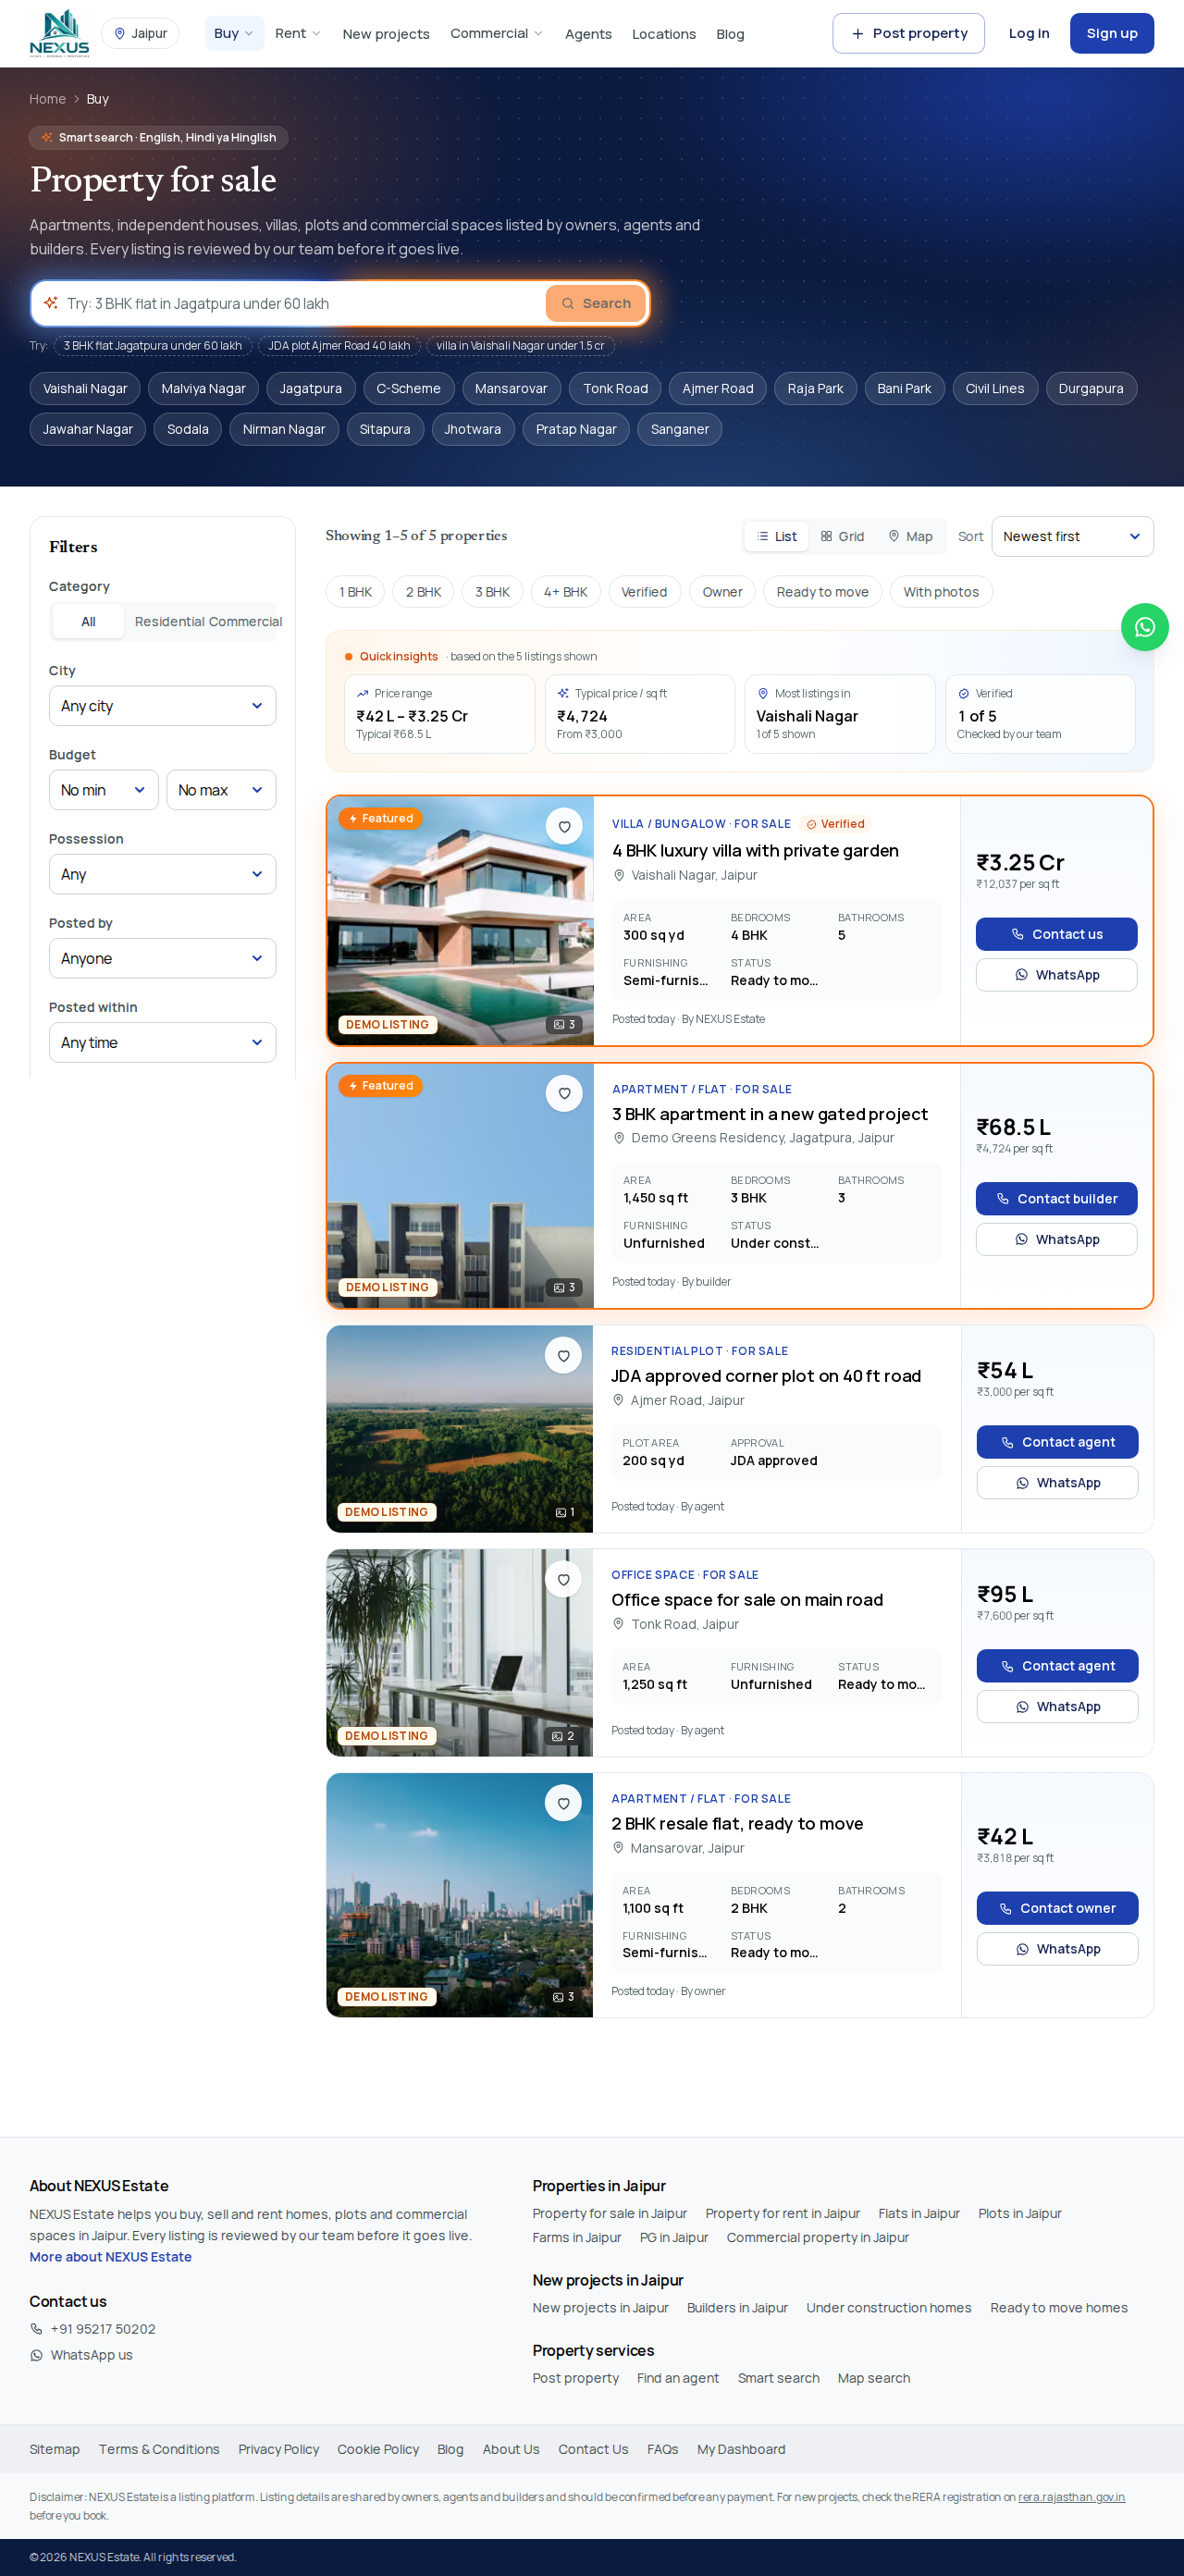 NEXUS
Jaipur
Buy
Rent
New projects
Commercial
Agents
Locations
Blog
Post property
Log in
Sign up
Home > Buy
Smart search · English, Hindi ya Hinglish
Property for sale
Apartments, independent houses, villas, plots and commercial spaces listed by owners, agents and
builders. Every listing is reviewed by our team before it goes live.
Try: 3 BHK flat in Jagatpura under 60 lakh
Search
Try: 3 BHK flat Jagatpura under 60 lakh JDA plot Ajmer Road 40 lakh villa in Vaishali Nagar under 1.5 cr
Vaishali Nagar Malviya Nagar Jagatpura C-Scheme Mansarovar Tonk Road Ajmer Road Raja Park Bani Park Civil Lines Durgapura
Jawahar Nagar Sodala Nirman Nagar Sitapura Jhotwara Pratap Nagar Sanganer
Filters
Category
All Residential Commercial
City
Any city
Budget
No min No max
Possession
Any
Posted by
Anyone
Posted within
Any time
Showing 1–5 of 5 properties
List Grid Map
Sort Newest first
1 BHK 2 BHK 3 BHK 4+ BHK Verified Owner Ready to move With photos
Quick insights · based on the 5 listings shown
Price range
₹42 L – ₹3.25 Cr
Typical ₹68.5 L
Typical price / sq ft
₹4,724
From ₹3,000
Most listings in
Vaishali Nagar
1 of 5 shown
Verified
1 of 5
Checked by our team
Featured
DEMO LISTING
3
VILLA / BUNGALOW · FOR SALE Verified
4 BHK luxury villa with private garden
Vaishali Nagar, Jaipur
AREA BEDROOMS BATHROOMS
300 sq yd 4 BHK 5
FURNISHING STATUS
Semi-furnis... Ready to mo...
Posted today · By NEXUS Estate
₹3.25 Cr
₹12,037 per sq ft
Contact us
WhatsApp
Featured
DEMO LISTING
3
APARTMENT / FLAT · FOR SALE
3 BHK apartment in a new gated project
Demo Greens Residency, Jagatpura, Jaipur
AREA BEDROOMS BATHROOMS
1,450 sq ft 3 BHK 3
FURNISHING STATUS
Unfurnished Under const...
Posted today · By builder
₹68.5 L
₹4,724 per sq ft
Contact builder
WhatsApp
DEMO LISTING
1
RESIDENTIAL PLOT · FOR SALE
JDA approved corner plot on 40 ft road
Ajmer Road, Jaipur
PLOT AREA APPROVAL
200 sq yd JDA approved
Posted today · By agent
₹54 L
₹3,000 per sq ft
Contact agent
WhatsApp
DEMO LISTING
2
OFFICE SPACE · FOR SALE
Office space for sale on main road
Tonk Road, Jaipur
AREA FURNISHING STATUS
1,250 sq ft Unfurnished Ready to mo...
Posted today · By agent
₹95 L
₹7,600 per sq ft
Contact agent
WhatsApp
DEMO LISTING
3
APARTMENT / FLAT · FOR SALE
2 BHK resale flat, ready to move
Mansarovar, Jaipur
AREA BEDROOMS BATHROOMS
1,100 sq ft 2 BHK 2
FURNISHING STATUS
Semi-furnis... Ready to mo...
Posted today · By owner
₹42 L
₹3,818 per sq ft
Contact owner
WhatsApp
About NEXUS Estate
NEXUS Estate helps you buy, sell and rent homes, plots and commercial
spaces in Jaipur. Every listing is reviewed by our team before it goes live.
More about NEXUS Estate
Contact us
+91 95217 50202
WhatsApp us
Properties in Jaipur
Property for sale in Jaipur Property for rent in Jaipur Flats in Jaipur Plots in Jaipur
Farms in Jaipur PG in Jaipur Commercial property in Jaipur
New projects in Jaipur
New projects in Jaipur Builders in Jaipur Under construction homes Ready to move homes
Property services
Post property Find an agent Smart search Map search
Sitemap Terms & Conditions Privacy Policy Cookie Policy Blog About Us Contact Us FAQs My Dashboard
Disclaimer: NEXUS Estate is a listing platform. Listing details are shared by owners, agents and builders and should be confirmed before any payment. For new projects, check the RERA registration on rera.rajasthan.gov.in
before you book.
© 2026 NEXUS Estate. All rights reserved.